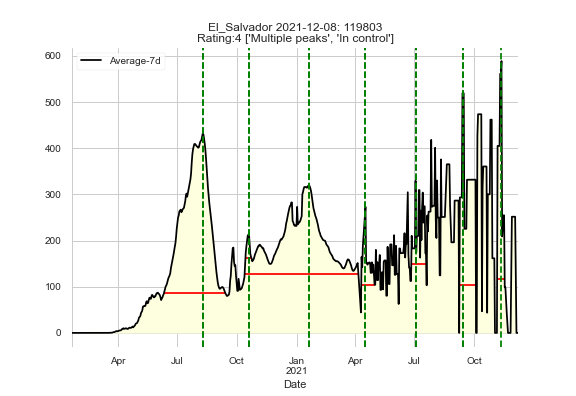 El_Salvador 2021-12-08: 119803
Rating:4 ['Multiple peaks', 'In control']
Average-7d
600
500
400
300
200
100
0
Apr
Jul
Oct
Jan
2021
Apr
Jul
Oct
Date